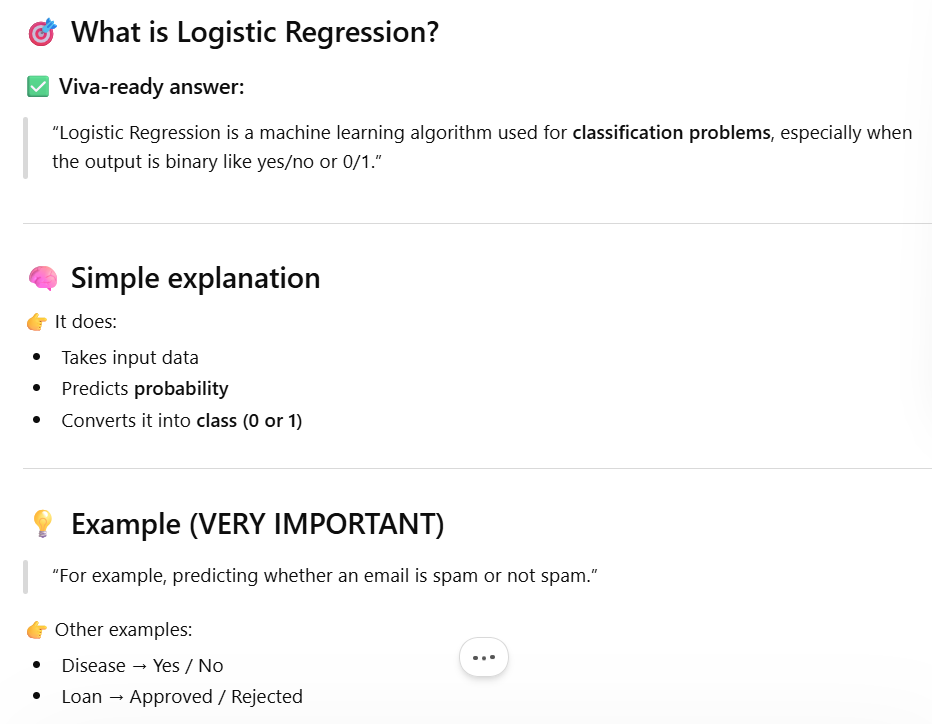 🎯 What is Logistic Regression?
✅ Viva-ready answer:
“Logistic Regression is a machine learning algorithm used for classification problems, especially when
the output is binary like yes/no or 0/1.”
🧠 Simple explanation
👉 It does:
• Takes input data
• Predicts probability
• Converts it into class (0 or 1)
💡 Example (VERY IMPORTANT)
“For example, predicting whether an email is spam or not spam.”
👉 Other examples:
• Disease → Yes / No
• Loan → Approved / Rejected